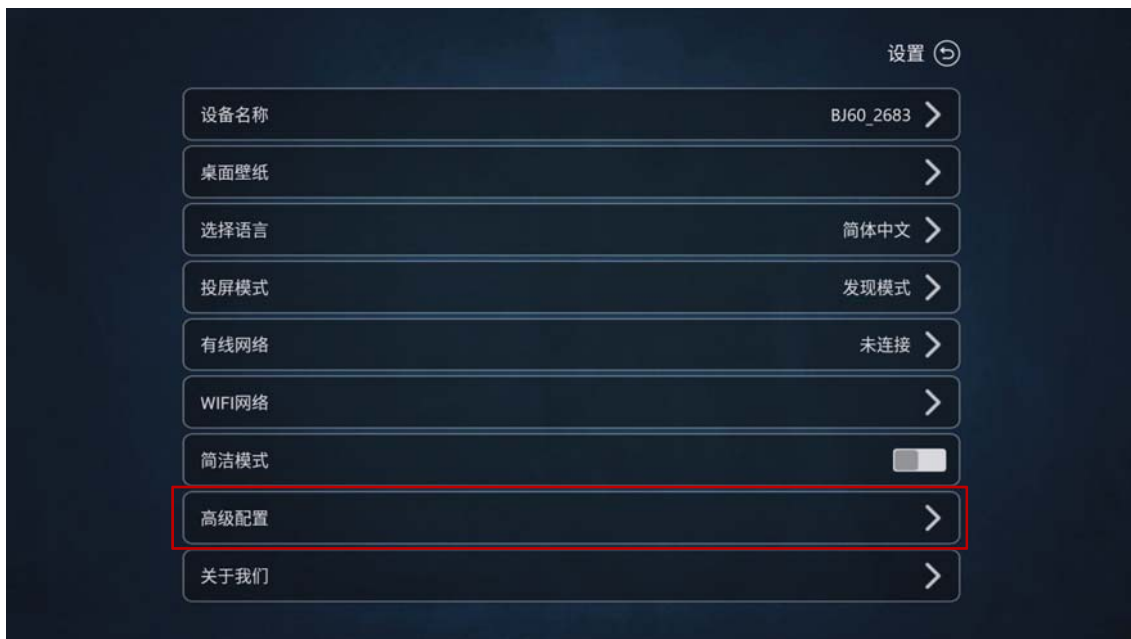 设置
设备名称 BJ60_2683
桌面壁纸
选择语言 简体中文
投屏模式 发现模式
有线网络 未连接
WIFI网络
简洁模式
高级配置
关于我们